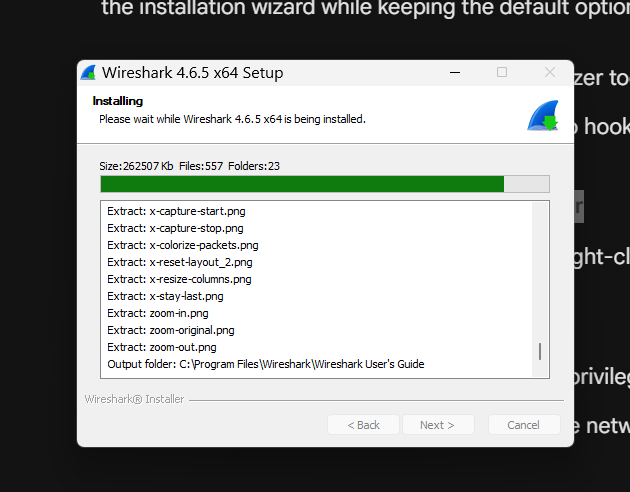 the installation wizard while keeping the default option
Wireshark 4.6.5 x64 Setup
Installing
Please wait while Wireshark 4.6.5 x64 is being installed.
zer too
hook
Size:262507 Kb Files:557 Folders:23
Extract: x-capture-start.png
Extract: x-capture-stop.png
Extract: x-colorize-packets.png
Extract: x-reset-layout_2.png
Extract: x-resize-columns.png
Extract: x-stay-last.png
Extract: zoom-in.png
Extract: zoom-original.png
Extract: zoom-out.png
Output folder: C:\Program Files\Wireshark\Wireshark User's Guide
r
ght-cl
privileg
Wireshark® Installer
e netw
< Back Next > Cancel